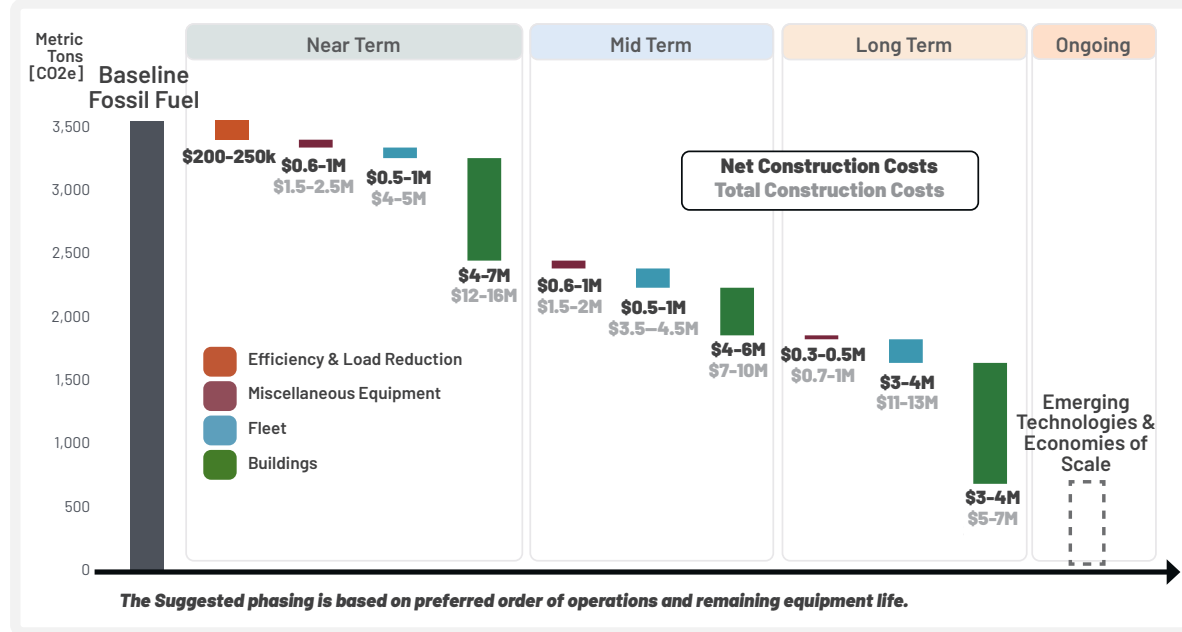 Metric
Tons
[CO2e]
Baseline
Fossil Fuel
Near Term
Mid Term
Long Term
Ongoing
3,500
3,000
2,500
2,000
1,500
1,000
500
0
$200-250k
$0.6-1M
$1.5-2.5M
$0.5-1M
$4-5M
$4-7M
$12-16M
Net Construction Costs
Total Construction Costs
$0.6-1M
$1.5-2M
$0.5-1M
$3.5—4.5M
$4-6M
$7-10M
$0.3-0.5M
$0.7-1M
$3-4M
$11-13M
$3-4M
$5-7M
Efficiency & Load Reduction
Miscellaneous Equipment
Fleet
Buildings
Emerging
Technologies &
Economies of
Scale
The Suggested phasing is based on preferred order of operations and remaining equipment life.